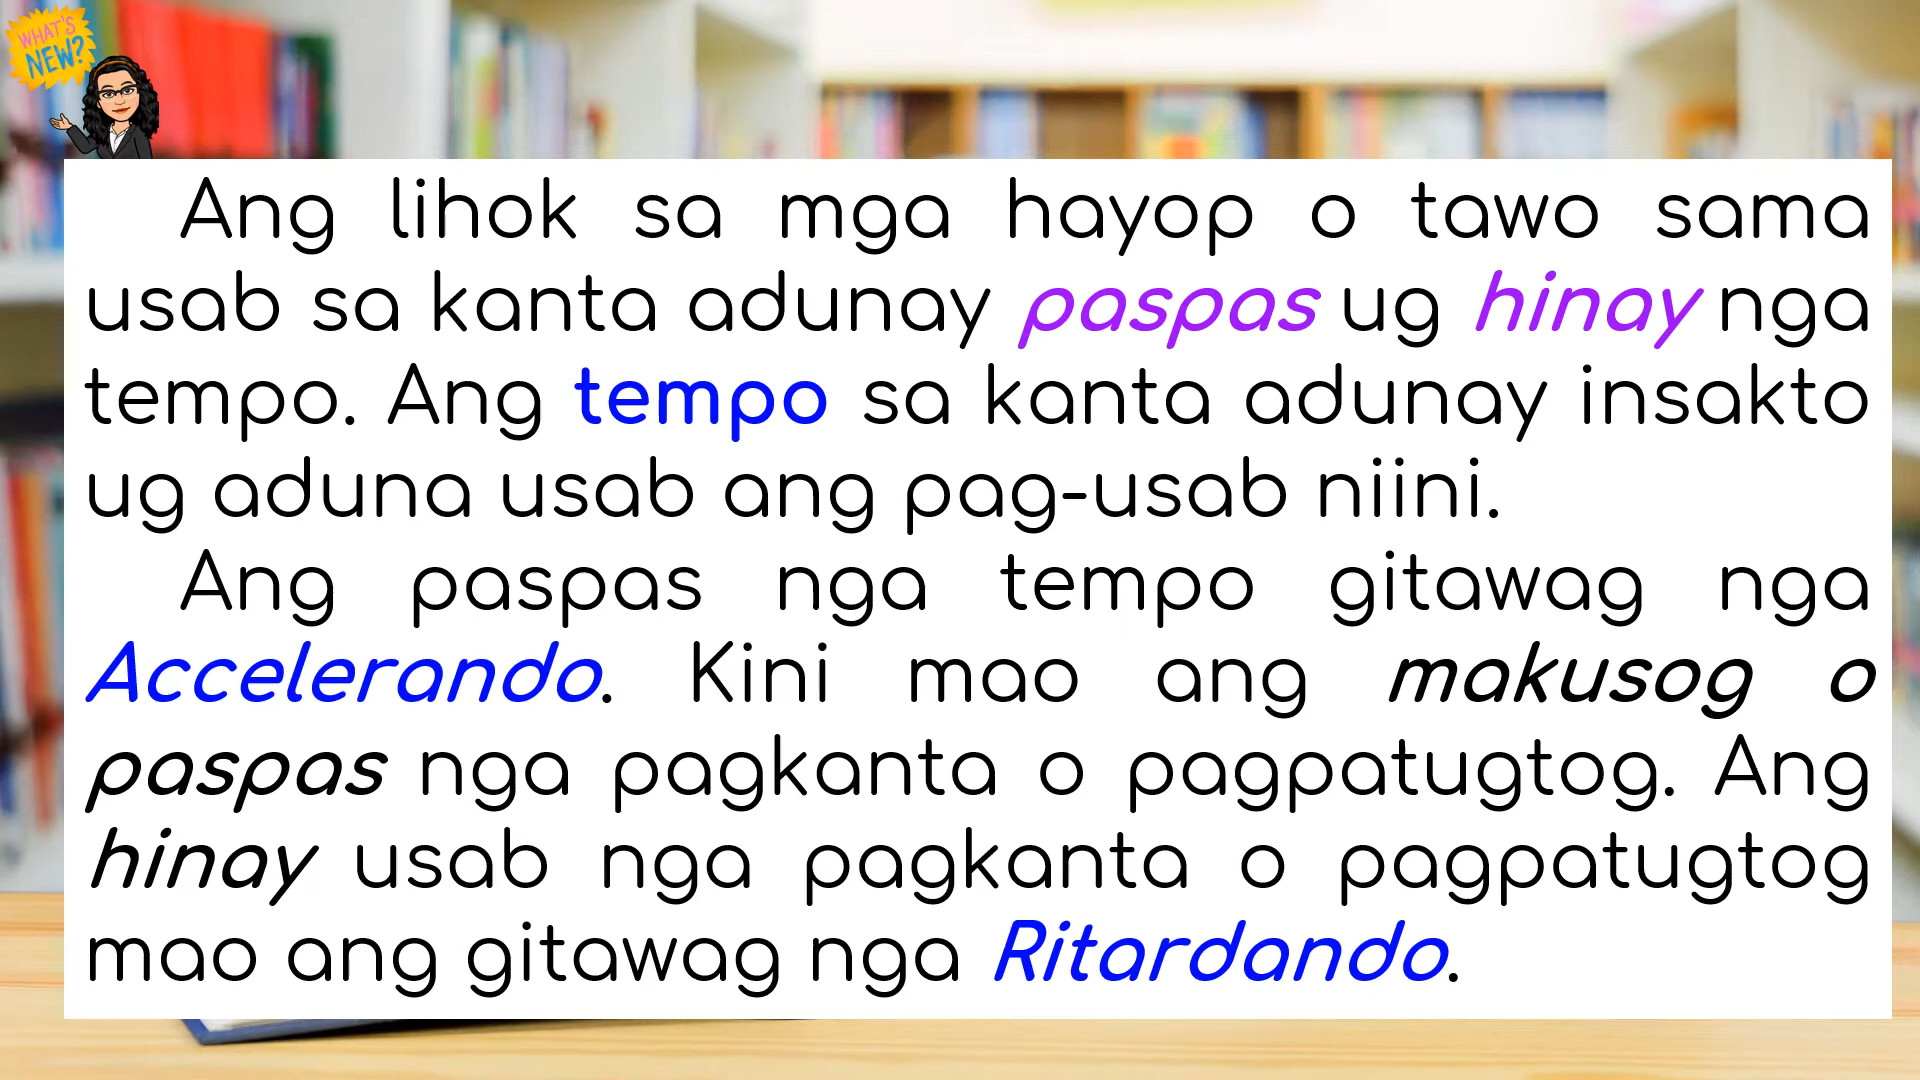 WHAT'S
NEW?
Ang lihok sa mga hayop o tawo sama
usab sa kanta adunay paspas ug hinay nga
tempo. Ang tempo sa kanta adunay insakto
ug aduna usab ang pag-usab niini.
Ang paspas nga tempo gitawag nga
Accelerando. Kini mao ang makusog o
paspas nga pagkanta o pagpatugtog. Ang
hinay usab nga pagkanta o pagpatugtog
mao ang gitawag nga Ritardando.